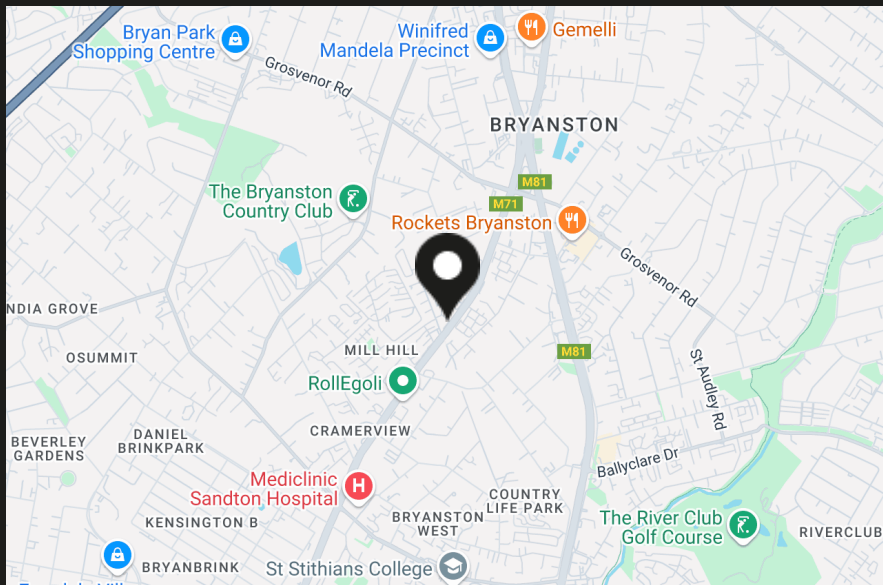 Bryan Park
Shopping Centre
Winifred
Mandela Precinct
Gemelli
Grosvenor Rd
BRYANSTON
M81
The Bryanston
Country Club
M71
Rockets Bryanston
Grosvenor Rd
NDIA GROVE
MILL HILL
M81
OSUMMIT
St Audley Rd
RollEgoli
CRAMERVIEW
BEVERLEY
GARDENS
DANIEL
BRINKPARK
Ballyclare Dr
Mediclinic
Sandton Hospital
H
COUNTRY
LIFE PARK
KENSINGTON B
BRYANSTON
WEST
The River Club
Golf Course
RIVERCLUB
BRYANBRINK
St Stithians College